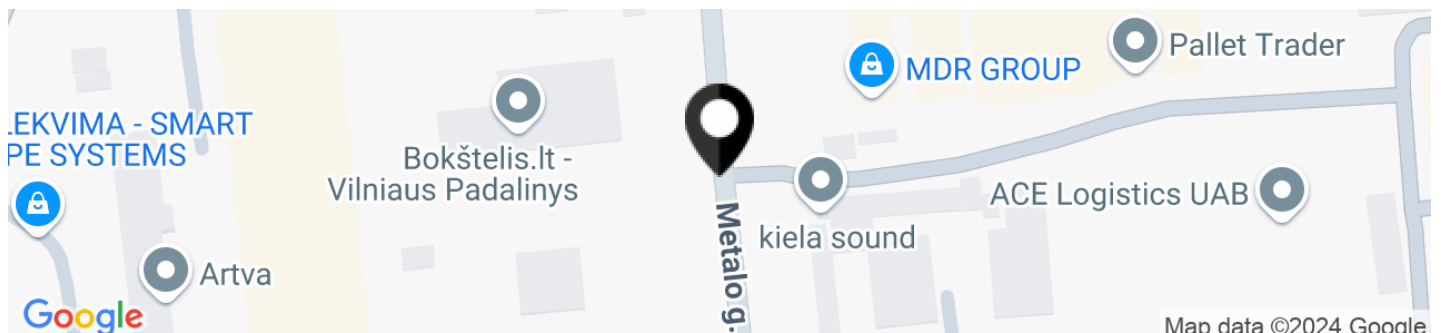 Pallet Trader
MDR GROUP
LEKVIMA - SMART
PE SYSTEMS
Bokštelis.lt -
Vilniaus Padalinys
ACE Logistics UAB
Metalo g.
kiela sound
Artva
Google
Map data ©2024 Google